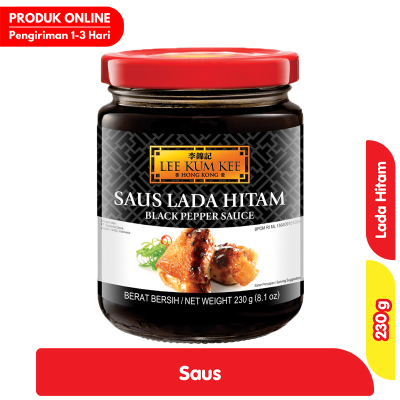 PRODUK ONLINE
Pengiriman 1-3 Hari
李錦記
LEE KUM KEE
HONG KONG
SAUS LADA HITAM
BLACK PEPPER SAUCE
BERAT BERSIH / NET WEIGHT 230 g (8.1 oz)
Lada Hitam
230 g
Saus